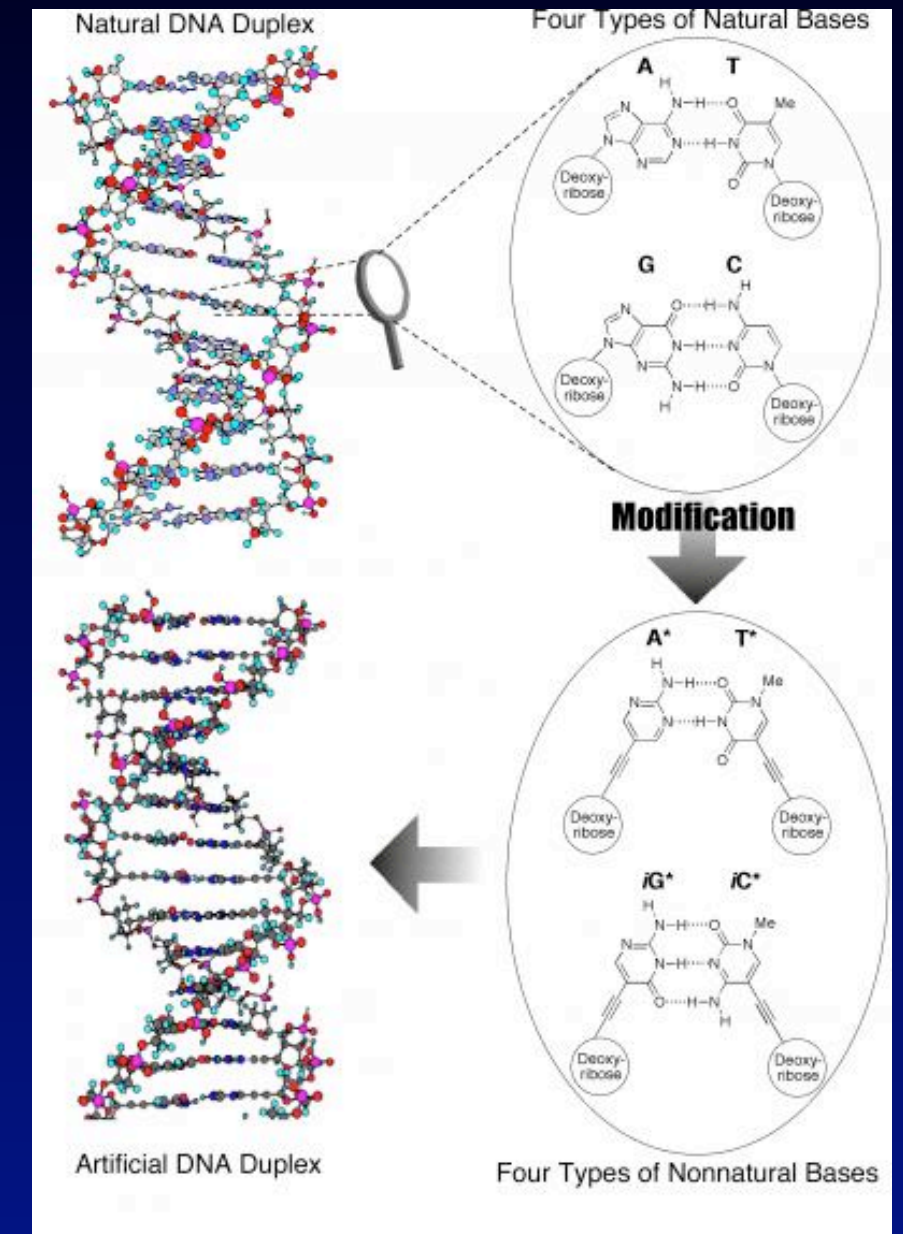 Natural DNA Duplex
Four Types of Natural Bases
A T
H
N H O Me
N
N N H N
N N
O N
Deoxy-
ribose
Deoxy-
ribose
G C
H
N O H N
N H N
N N N
N H O
H
Deoxy-
ribose
Deoxy-
ribose
Modification
A* T*
H
N H O Me
N N
N H N
O
Deoxy-
ribose
Deoxy-
ribose
iG* iC*
H
N H O Me
N N
N H N
O H N
H
Deoxy-
ribose
Deoxy-
ribose
Artificial DNA Duplex
Four Types of Nonnatural Bases